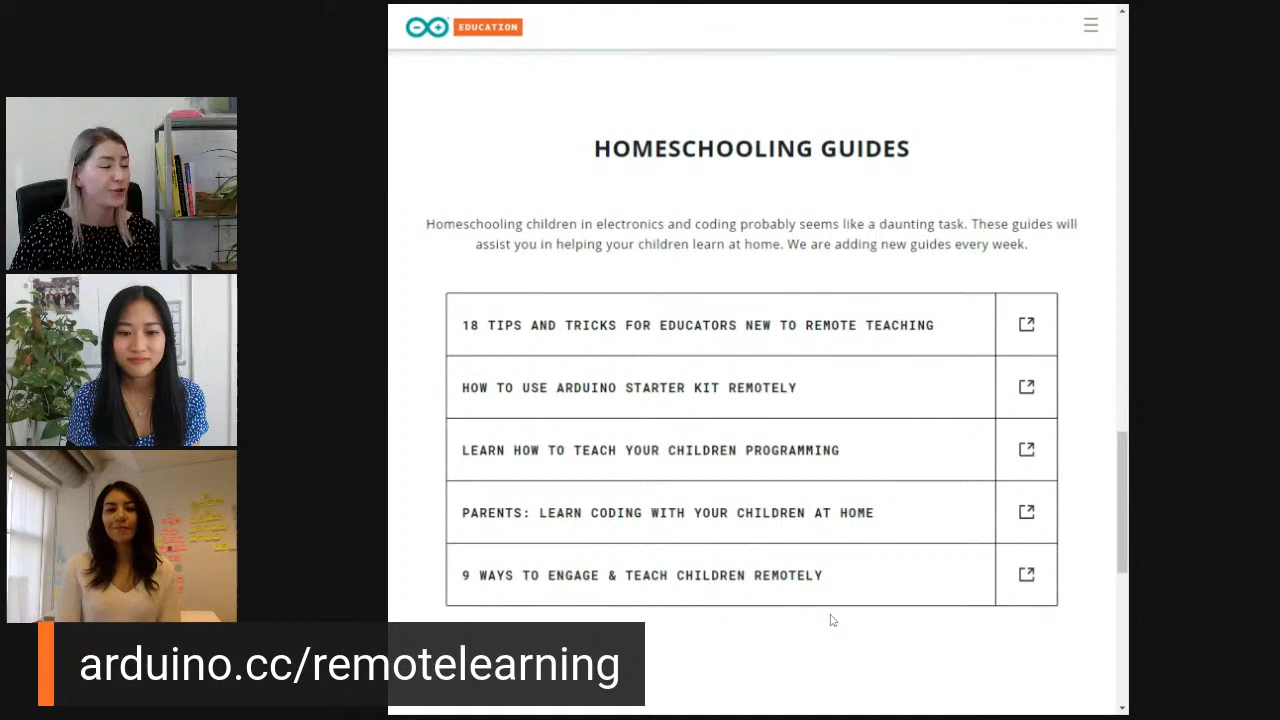 EDUCATION
HOMESCHOOLING GUIDES
Homeschooling children in electronics and coding probably seems like a daunting task. These guides will
assist you in helping your children learn at home. We are adding new guides every week.
18 TIPS AND TRICKS FOR EDUCATORS NEW TO REMOTE TEACHING
HOW TO USE ARDUINO STARTER KIT REMOTELY
LEARN HOW TO TEACH YOUR CHILDREN PROGRAMMING
PARENTS: LEARN CODING WITH YOUR CHILDREN AT HOME
9 WAYS TO ENGAGE & TEACH CHILDREN REMOTELY
arduino.cc/remotelearning